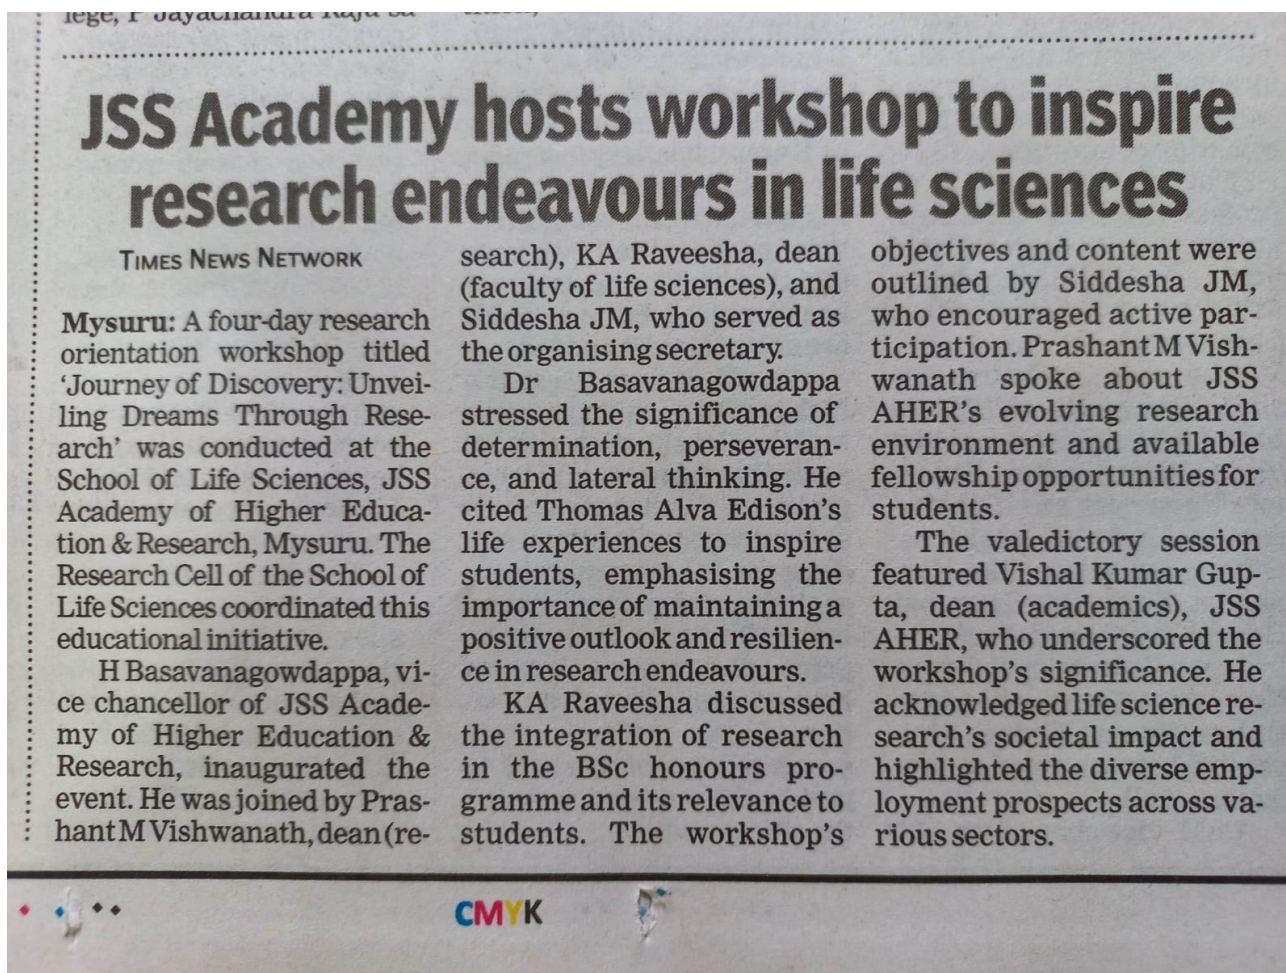 lege, P Jayachandra Raju sa
JSS Academy hosts workshop to inspire
research endeavours in life sciences
TIMES NEWS NETWORK
Mysuru: A four-day research
orientation workshop titled
‘Journey of Discovery: Unvei-
ling Dreams Through Rese-
arch’ was conducted at the
School of Life Sciences, JSS
Academy of Higher Educa-
tion & Research, Mysuru. The
Research Cell of the School of
Life Sciences coordinated this
educational initiative.
H Basavanagowdappa, vi-
ce chancellor of JSS Acade-
my of Higher Education &
Research, inaugurated the
event. He was joined by Pras-
hant M Vishwanath, dean (re-
search), KA Raveesha, dean
(faculty of life sciences), and
Siddesha JM, who served as
the organising secretary.
Dr Basavanagowdappa
stressed the significance of
determination, perseveran-
ce, and lateral thinking. He
cited Thomas Alva Edison’s
life experiences to inspire
students, emphasising the
importance of maintaining a
positive outlook and resilien-
ce in research endeavours.
KA Raveesha discussed
the integration of research
in the BSc honours pro-
gramme and its relevance to
students. The workshop’s
objectives and content were
outlined by Siddesha JM,
who encouraged active par-
ticipation. Prashant M Vish-
wanath spoke about JSS
AHER’s evolving research
environment and available
fellowship opportunities for
students.
The valedictory session
featured Vishal Kumar Gup-
ta, dean (academics), JSS
AHER, who underscored the
workshop’s significance. He
acknowledged life science re-
search’s societal impact and
highlighted the diverse emp-
loyment prospects across va-
rious sectors.
CMYK